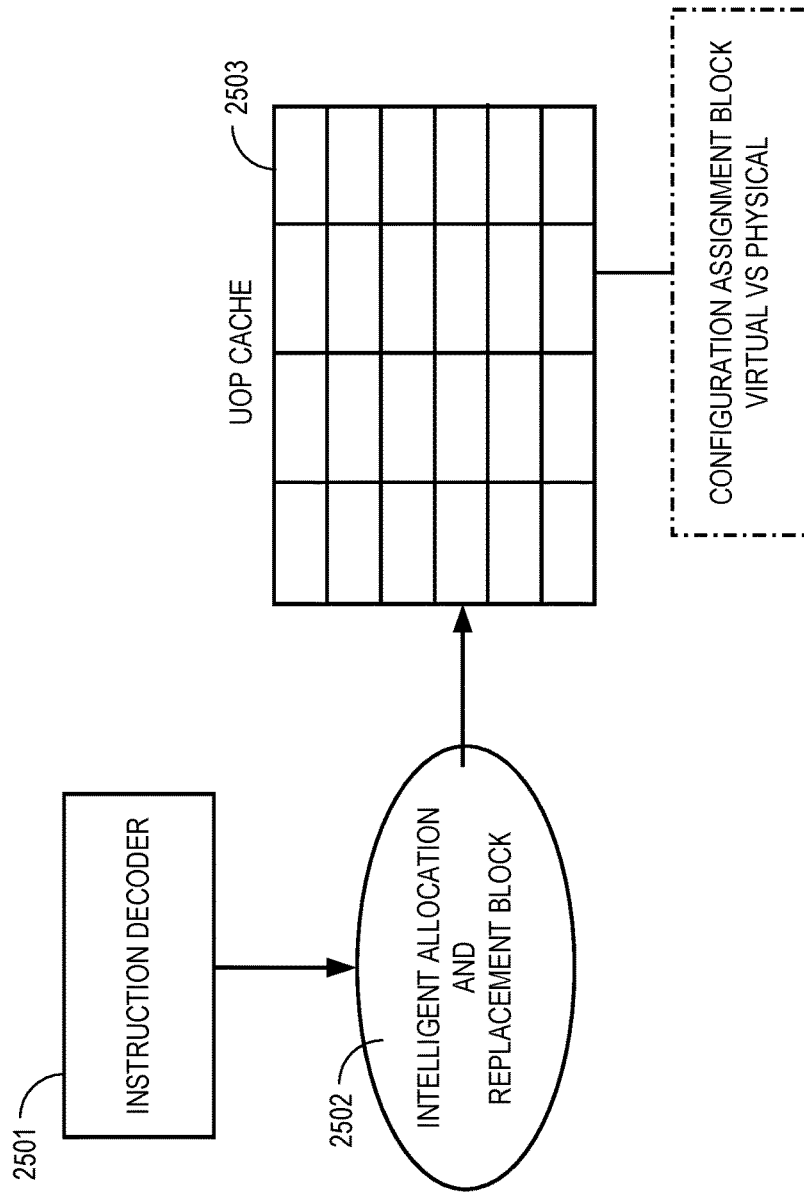 2501
INSTRUCTION DECODER
2502
INTELLIGENT ALLOCATION
AND
REPLACEMENT BLOCK
UOP CACHE
2503
CONFIGURATION ASSIGNMENT BLOCK
VIRTUAL VS PHYSICAL